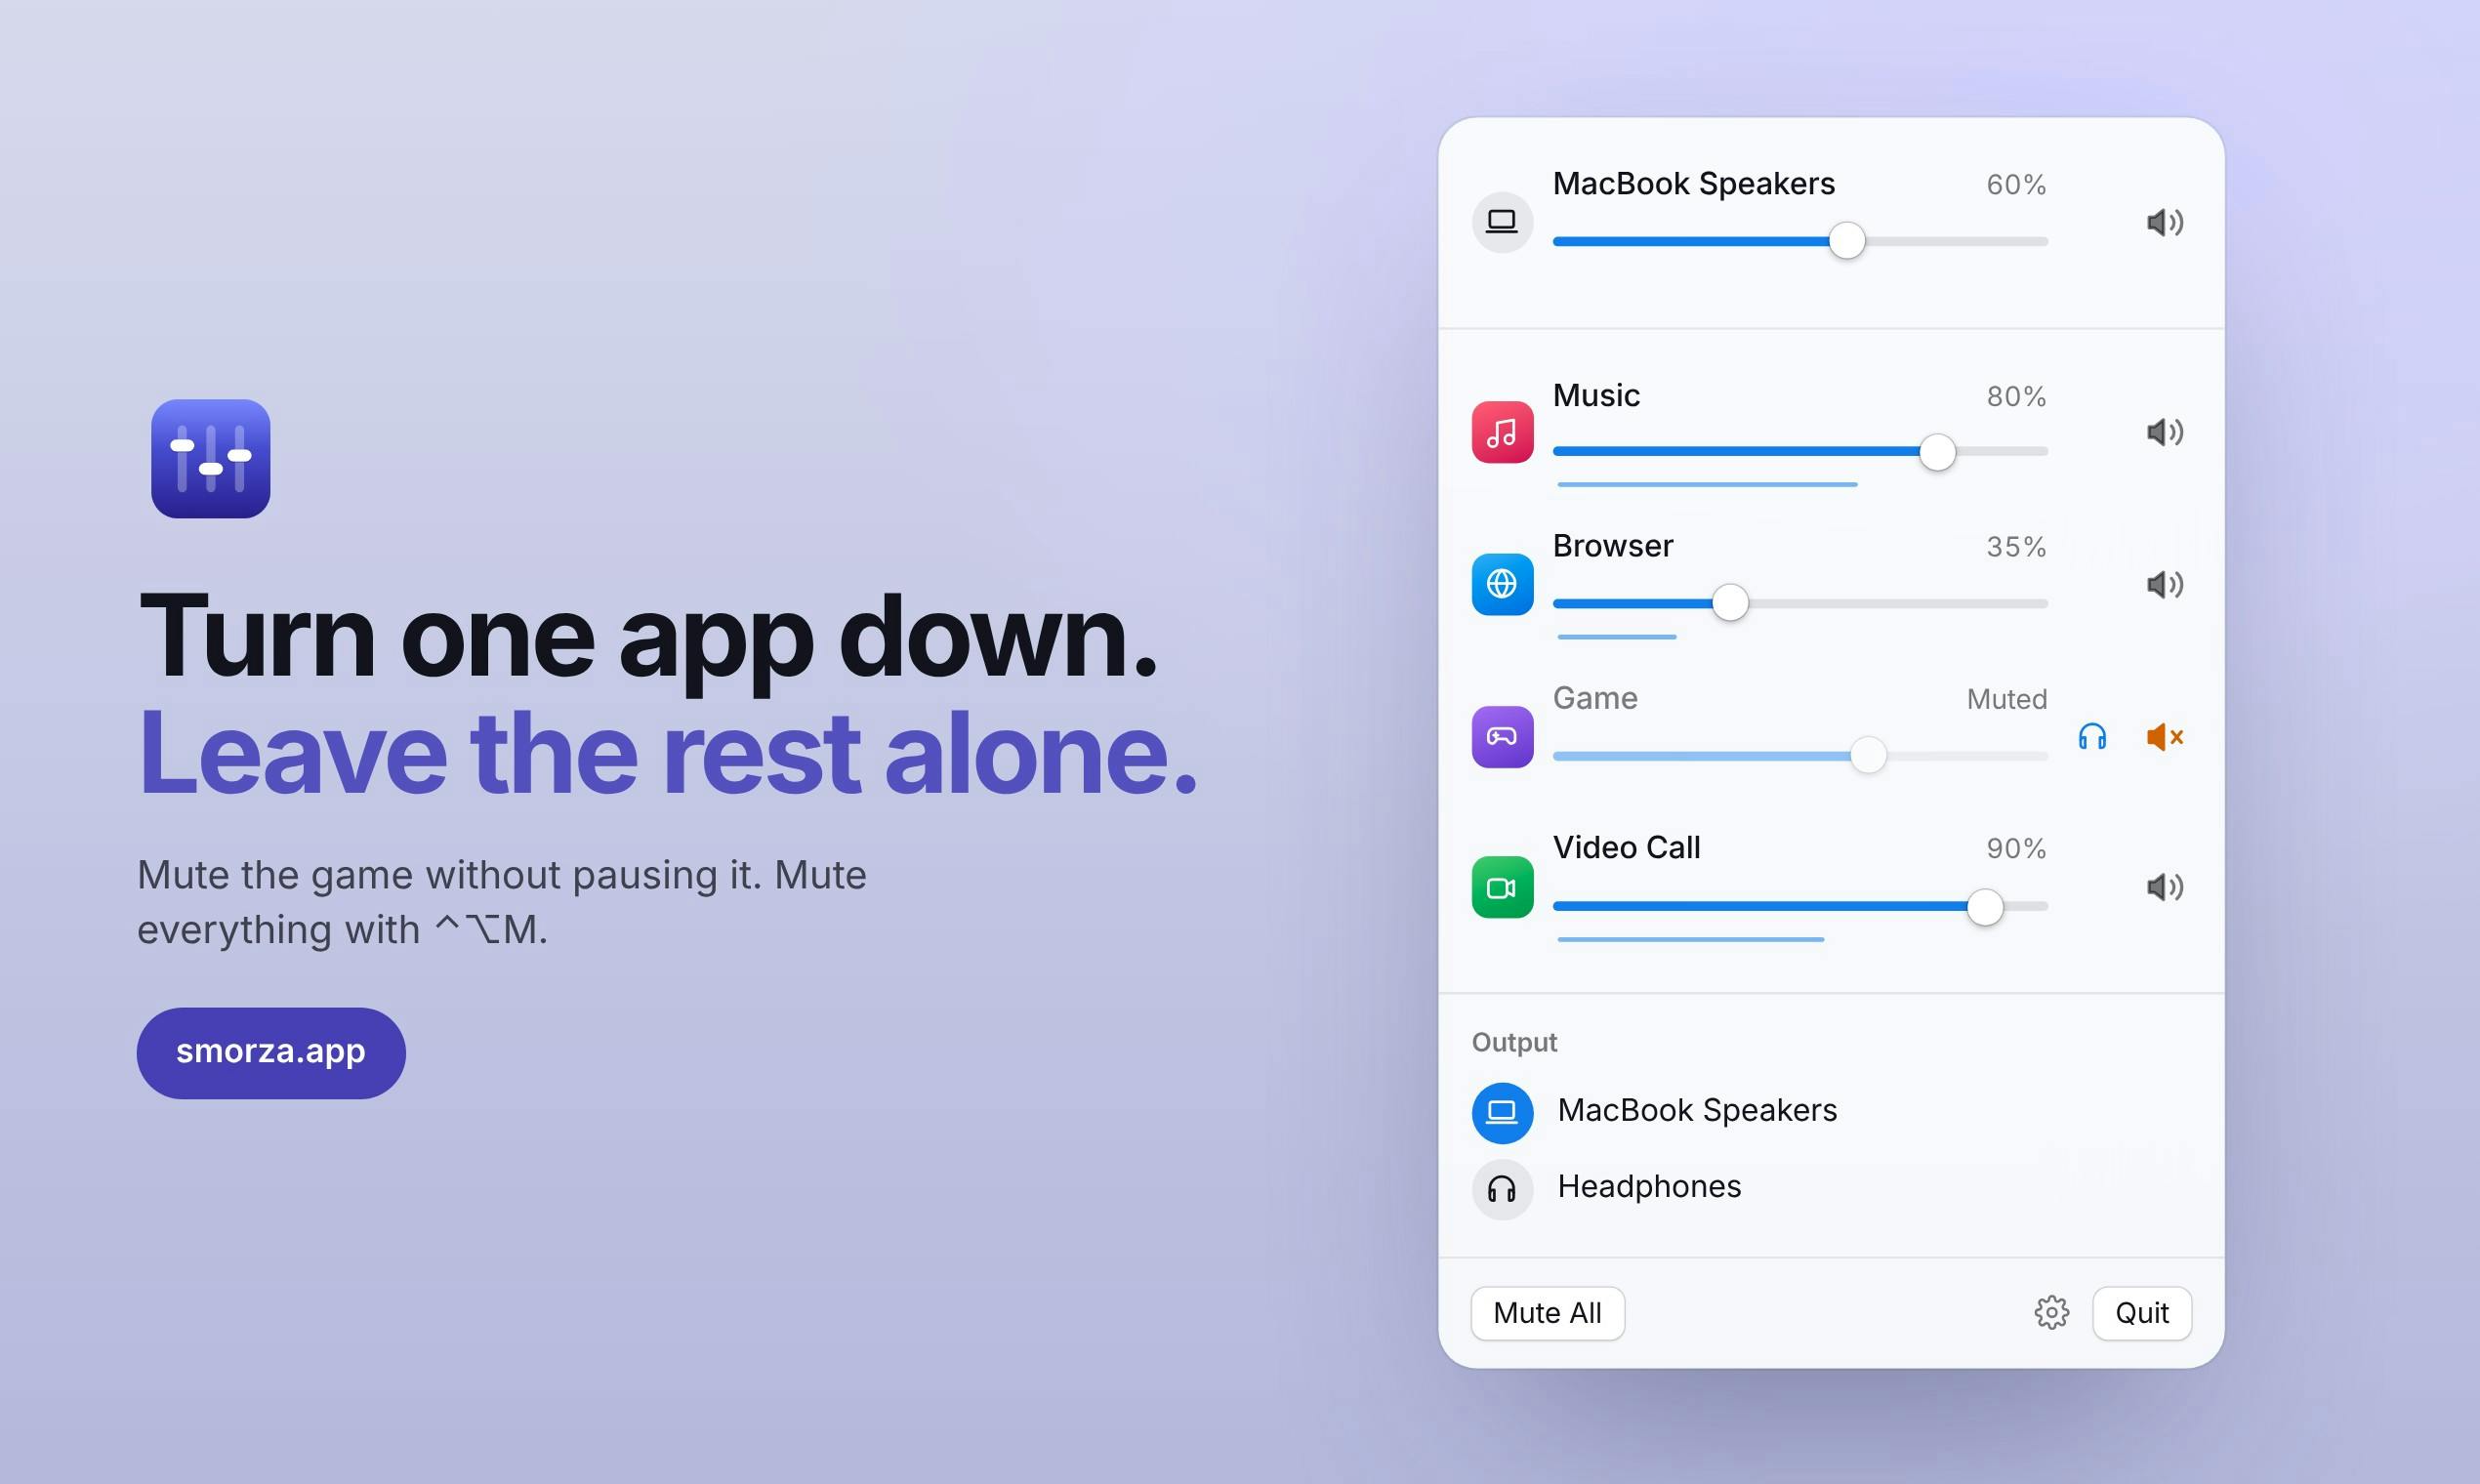 Turn one app down.
Leave the rest alone.
Mute the game without pausing it. Mute
everything with ⌃⌥M.
smorza.app
MacBook Speakers 60%
Music 80%
Browser 35%
Game Muted
Video Call 90%
Output
MacBook Speakers
Headphones
Mute All Quit